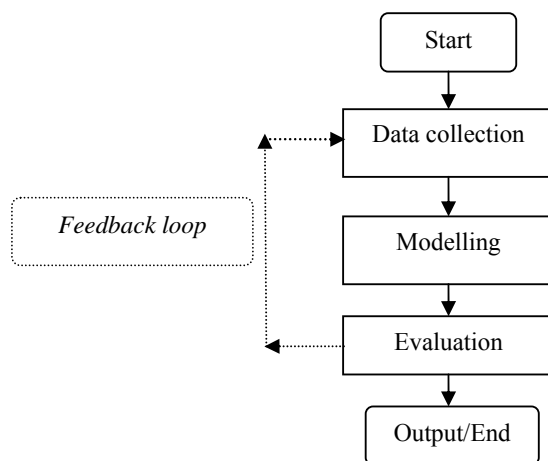 Start
Data collection
Feedback loop
Modelling
Evaluation
Output/End